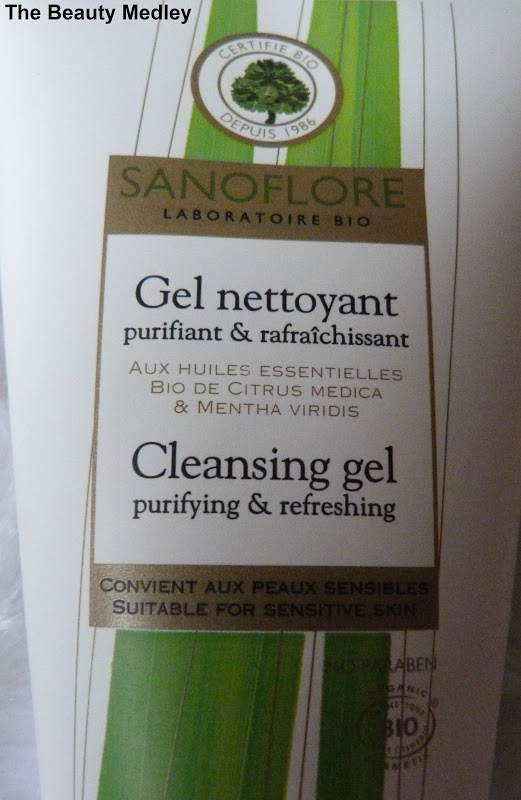 The Beauty Medley
CERTIFIE BIO
DEPUIS 1986
SANOFLORE
LABORATOIRE BIO
Gel nettoyant
purifiant & rafraîchissant
AUX HUILES ESSENTIELLES
BIO DE CITRUS MEDICA
& MENTHA VIRIDIS
Cleansing gel
purifying & refreshing
CONVIENT AUX PEAUX SENSIBLES
SUITABLE FOR SENSITIVE SKIN
NO PARABEN
ORGANIC
BIO